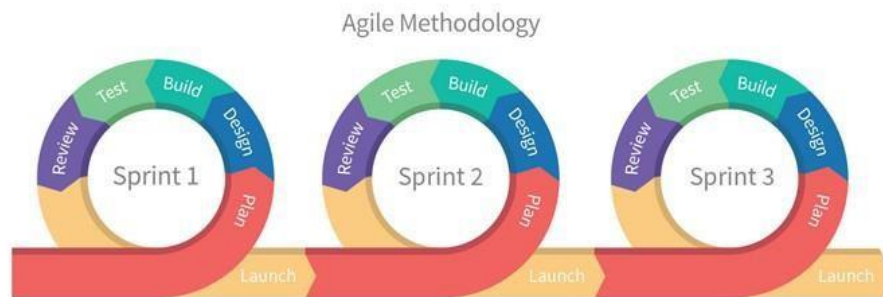 Agile Methodology
Test
Build
Review
Design
Sprint 1
Plan
Launch
Test
Build
Review
Design
Sprint 2
Plan
Launch
Test
Build
Review
Design
Sprint 3
Plan
Launch